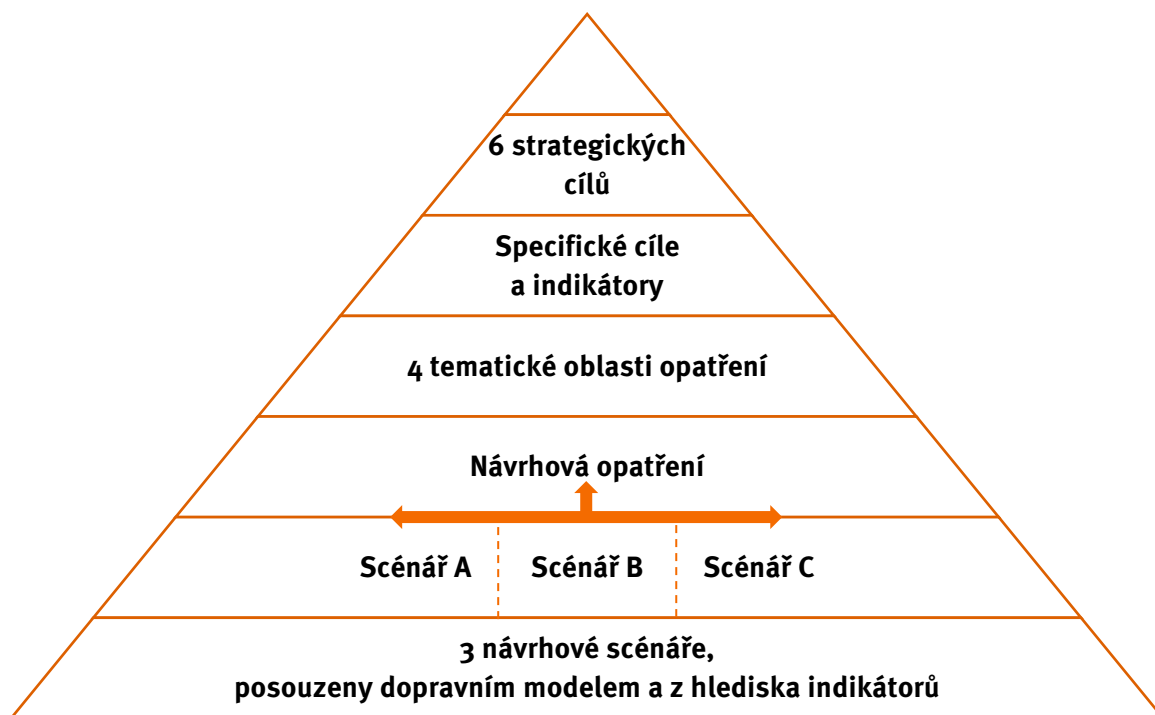 6 strategických
cílů
Specifické cíle
a indikátory
4 tematické oblasti opatření
Návrhová opatření
Scénář A
Scénář B
Scénář C
3 návrhové scénáře,
posouzeny dopravním modelem a z hlediska indikátorů